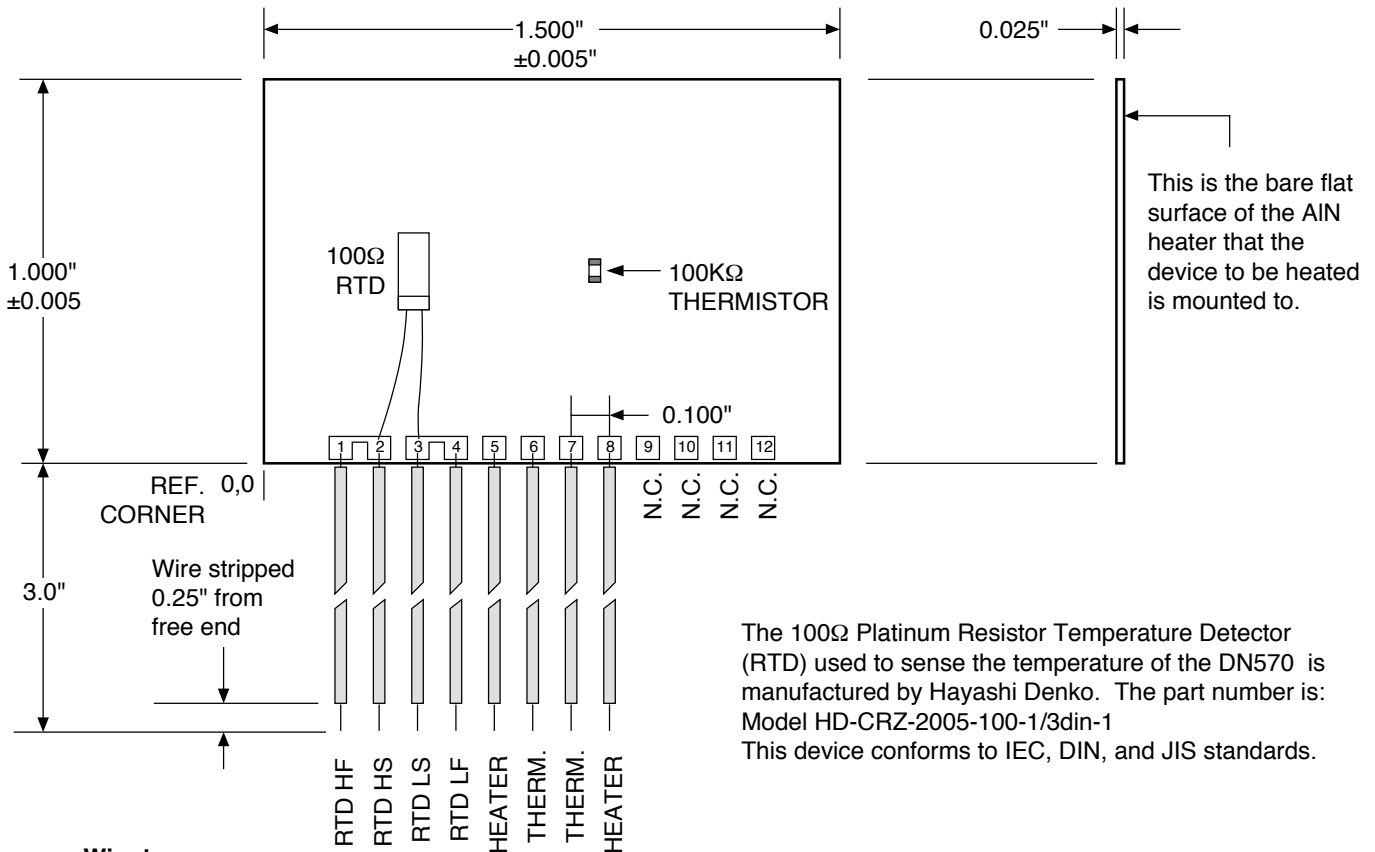 1.500"
±0.005"
0.025"
This is the bare flat
surface of the AlN
heater that the
device to be heated
is mounted to.
1.000"
±0.005
100Ω
RTD
100KΩ
THERMISTOR
0.100"
1 2 3 4 5 6 7 8 9 10 11 12
REF. 0,0
CORNER
N.C.
N.C.
N.C.
N.C.
3.0"
Wire stripped
0.25" from
free end
The 100Ω Platinum Resistor Temperature Detector
(RTD) used to sense the temperature of the DN570 is
manufactured by Hayashi Denko. The part number is:
Model HD-CRZ-2005-100-1/3din-1
This device conforms to IEC, DIN, and JIS standards.
RTD HF
RTD HS
RTD LS
RTD LF
HEATER
THERM.
THERM.
HEATER